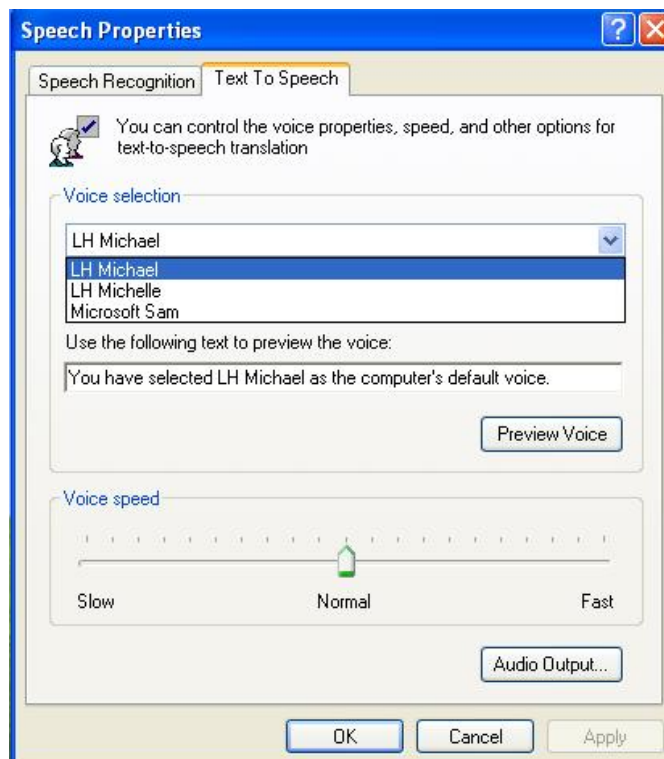 Speech Properties
Speech Recognition Text To Speech
You can control the voice properties, speed, and other options for
text-to-speech translation
Voice selection
LH Michael
LH Michael
LH Michelle
Microsoft Sam
Use the following text to preview the voice:
You have selected LH Michael as the computer's default voice.
Preview Voice
Voice speed
Slow Normal Fast
Audio Output...
OK Cancel Apply